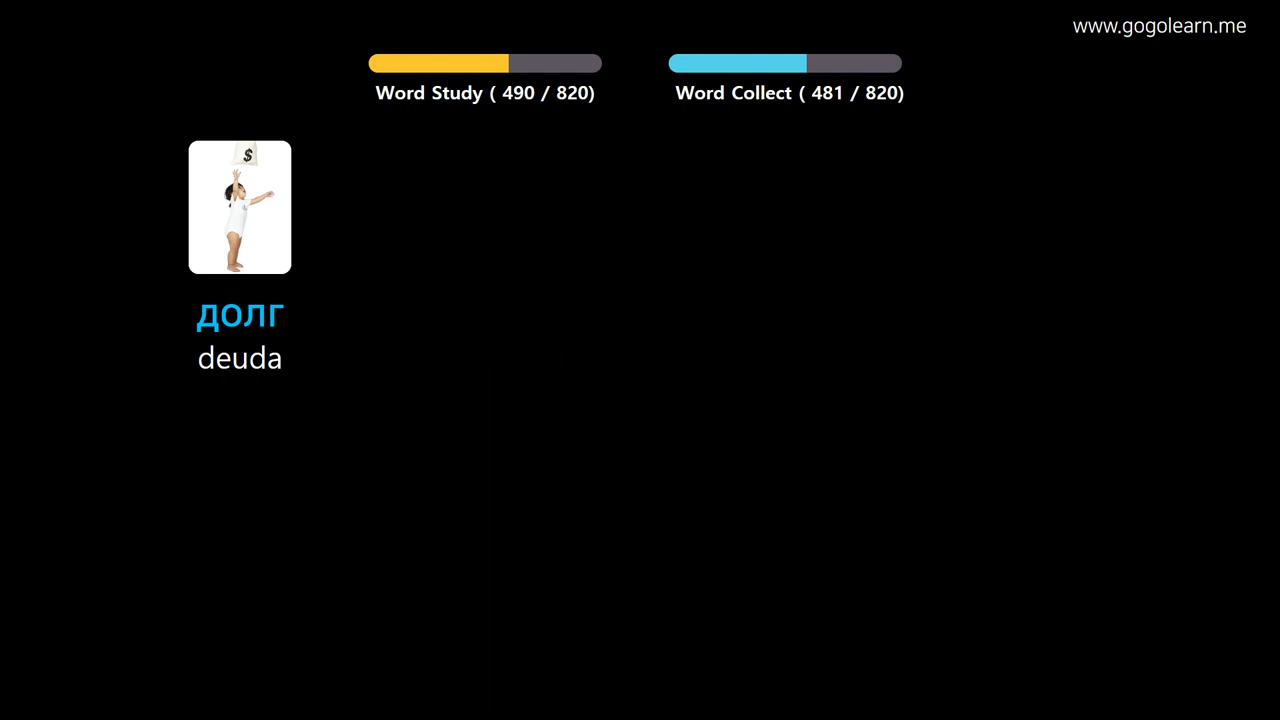 www.gogolearn.me
Word Study ( 490 / 820)
Word Collect ( 481 / 820)
$
долг
deuda